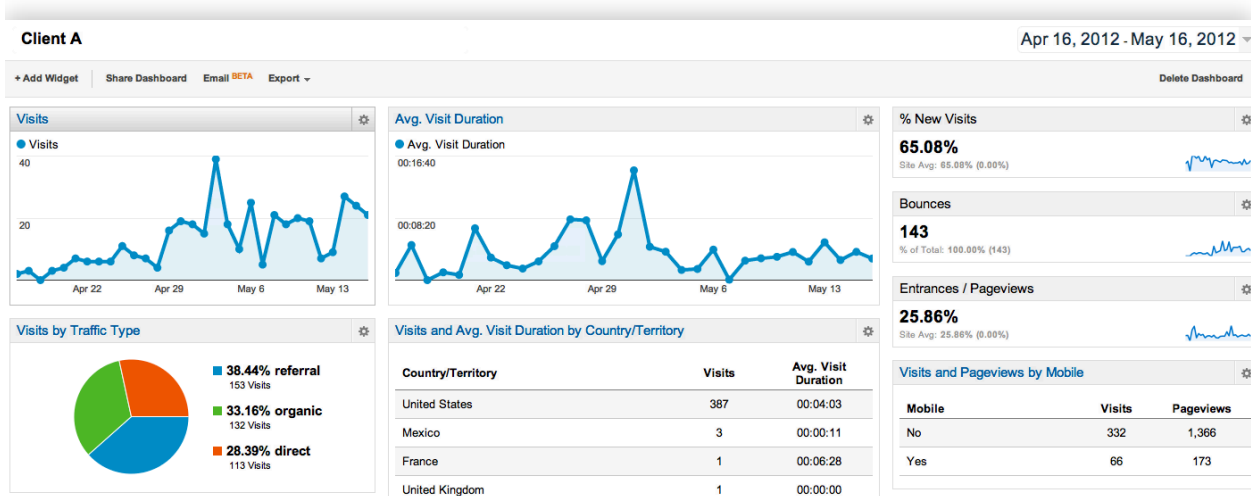 Client A
Apr 16, 2012 - May 16, 2012
+ Add Widget
Share Dashboard
Email BETA
Export
Delete Dashboard
Visits
Visits
40
20
Apr 22
Apr 29
May 6
May 13
Avg. Visit Duration
Avg. Visit Duration
00:16:40
00:08:20
Apr 22
Apr 29
May 6
May 13
% New Visits
65.08%
Site Avg: 65.08% (0.00%)
Bounces
143
% of Total: 100.00% (143)
Entrances / Pageviews
25.86%
Site Avg: 25.86% (0.00%)
Visits by Traffic Type
38.44% referral
153 Visits
33.16% organic
132 Visits
28.39% direct
113 Visits
Visits and Avg. Visit Duration by Country/Territory
Country/Territory Visits Avg. Visit
Duration
United States 387 00:04:03
Mexico 3 00:00:11
France 1 00:06:28
United Kingdom 1 00:00:00
Visits and Pageviews by Mobile
Mobile Visits Pageviews
No 332 1,366
Yes 66 173